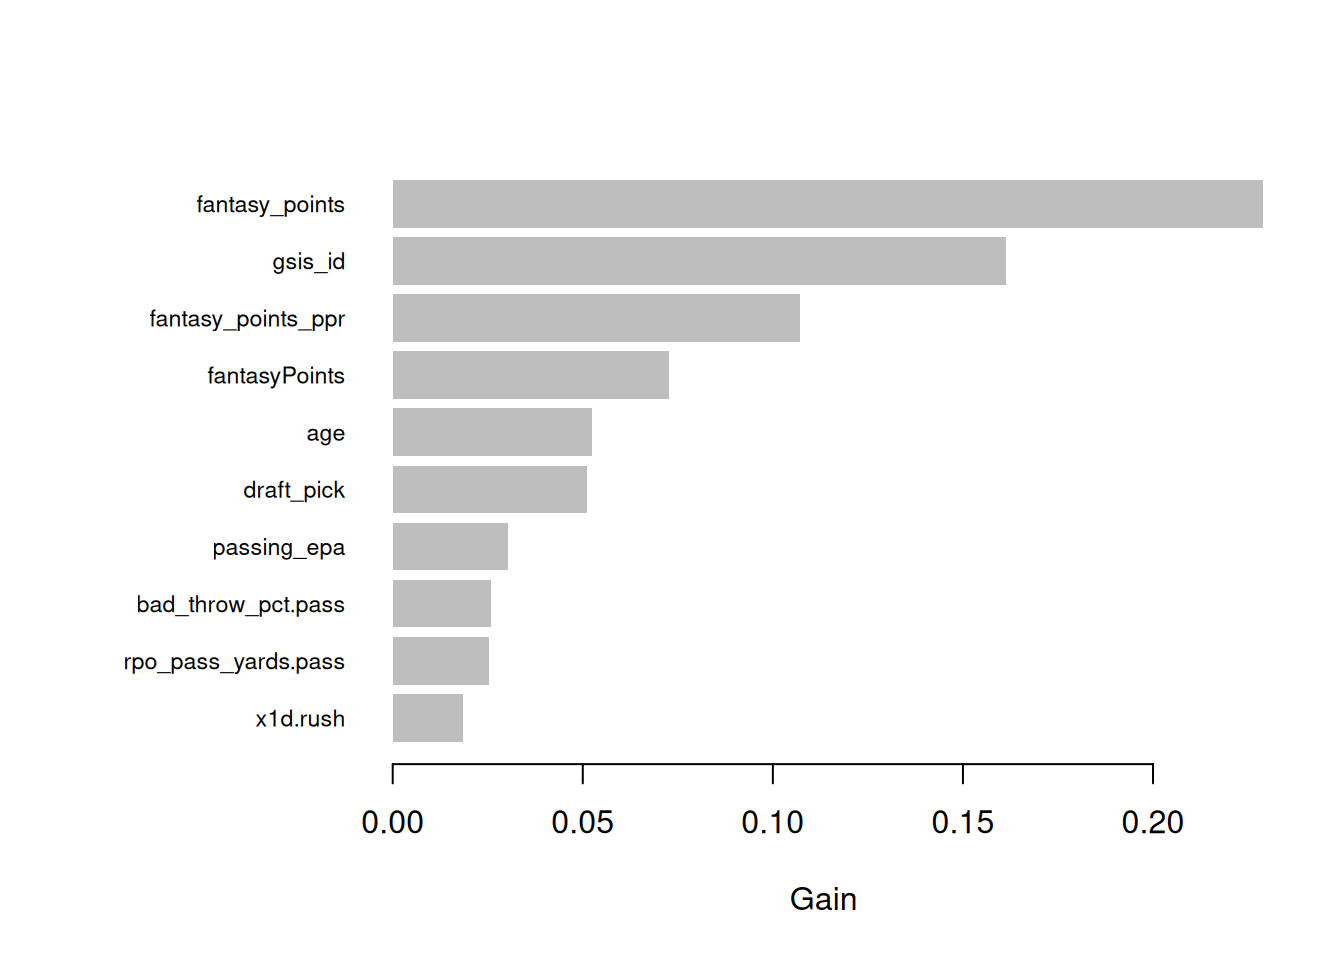 fantasy_points
gsis_id
fantasy_points_ppr
fantasyPoints
age
draft_pick
passing_epa
bad_throw_pct.pass
rpo_pass_yards.pass
x1d.rush
0.00 0.05 0.10 0.15 0.20
Gain